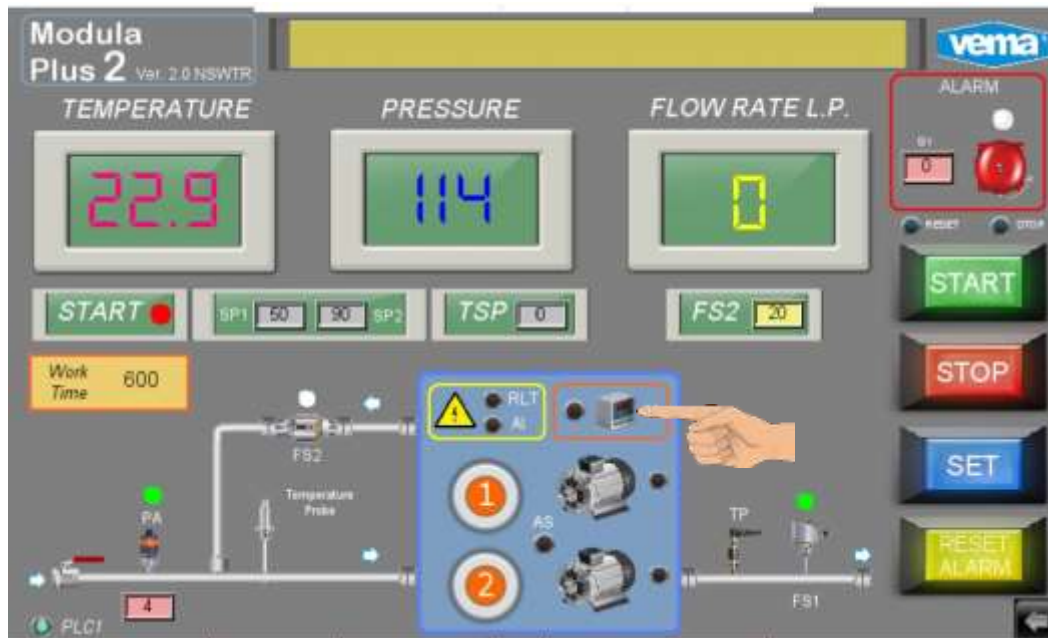 Modula
Plus 2 Ver. 2.0 NSWTR
vema
TEMPERATURE
PRESSURE
FLOW RATE L.P.
ALARM
22.9
114
0
0
RESET
STOP
START
SP1 50 90 SP2
TSP 0
FS2 20
START
Work
Time
600
STOP
RLT
AI
FS2
SET
1
Temperature
Probe
PA
AS
TP
RESET
ALARM
2
FS1
4
PLC1